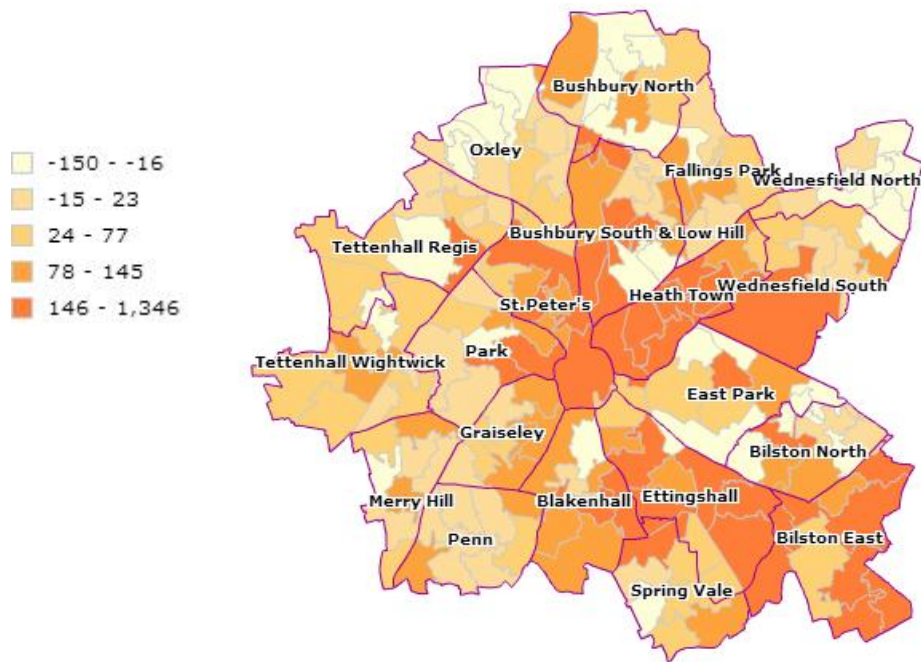 -150 - -16
-15 - 23
24 - 77
78 - 145
146 - 1,346
Bushbury North
Oxley
Fallings Park
Wednesfield North
Bushbury South & Low Hill
Tettenhall Regis
Wednesfield South
Heath Town
St.Peter's
Park
Tettenhall Wightwick
East Park
Graiseley
Bilston North
Merry Hill
Blakenhall
Ettingshall
Penn
Bilston East
Spring Vale